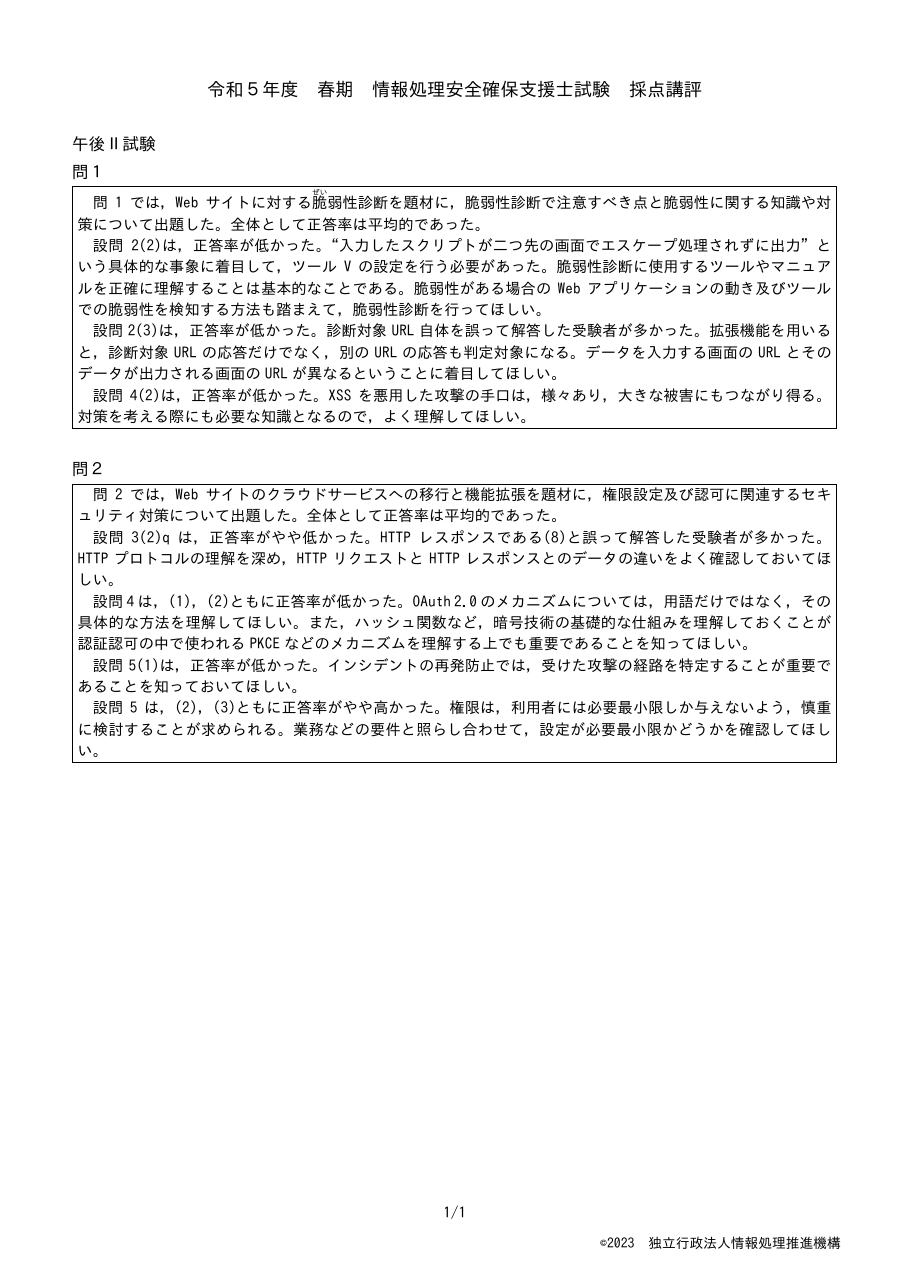 令和５年度　春期　情報処理安全確保支援士試験　採点講評
午後Ⅱ試験
問１
ぜい
問 1 では，Web サイトに対する脆弱性診断を題材に，脆弱性診断で注意すべき点と脆弱性に関する知識や対
策について出題した。全体として正答率は平均的であった。
設問 2(2)は，正答率が低かった。“入力したスクリプトが二つ先の画面でエスケープ処理されずに出力”と
いう具体的な事象に着目して，ツール V の設定を行う必要があった。脆弱性診断に使用するツールやマニュア
ルを正確に理解することは基本的なことである。脆弱性がある場合の Web アプリケーションの動き及びツール
での脆弱性を検知する方法も踏まえて，脆弱性診断を行ってほしい。
設問 2(3)は，正答率が低かった。診断対象 URL 自体を誤って解答した受験者が多かった。拡張機能を用いる
と，診断対象 URL の応答だけでなく，別の URL の応答も判定対象になる。データを入力する画面の URL とその
データが出力される画面の URL が異なるということに着目してほしい。
設問 4(2)は，正答率が低かった。XSS を悪用した攻撃の手口は，様々あり，大きな被害にもつながり得る。
対策を考える際にも必要な知識となるので，よく理解してほしい。
問２
問 2 では，Web サイトのクラウドサービスへの移行と機能拡張を題材に，権限設定及び認可に関連するセキ
ュリティ対策について出題した。全体として正答率は平均的であった。
設問 3(2)q は，正答率がやや低かった。HTTP レスポンスである(8)と誤って解答した受験者が多かった。
HTTP プロトコルの理解を深め，HTTP リクエストと HTTP レスポンスとのデータの違いをよく確認しておいてほ
しい。
設問 4 は，(1)，(2)ともに正答率が低かった。OAuth 2.0 のメカニズムについては，用語だけではなく，その
具体的な方法を理解してほしい。また，ハッシュ関数など，暗号技術の基礎的な仕組みを理解しておくことが
認証認可の中で使われる PKCE などのメカニズムを理解する上でも重要であることを知ってほしい。
設問 5(1)は，正答率が低かった。インシデントの再発防止では，受けた攻撃の経路を特定することが重要で
あることを知っておいてほしい。
設問 5 は，(2)，(3)ともに正答率がやや高かった。権限は，利用者には必要最小限しか与えないよう，慎重
に検討することが求められる。業務などの要件と照らし合わせて，設定が必要最小限かどうかを確認してほし
い。
1/1
©2023　独立行政法人情報処理推進機構